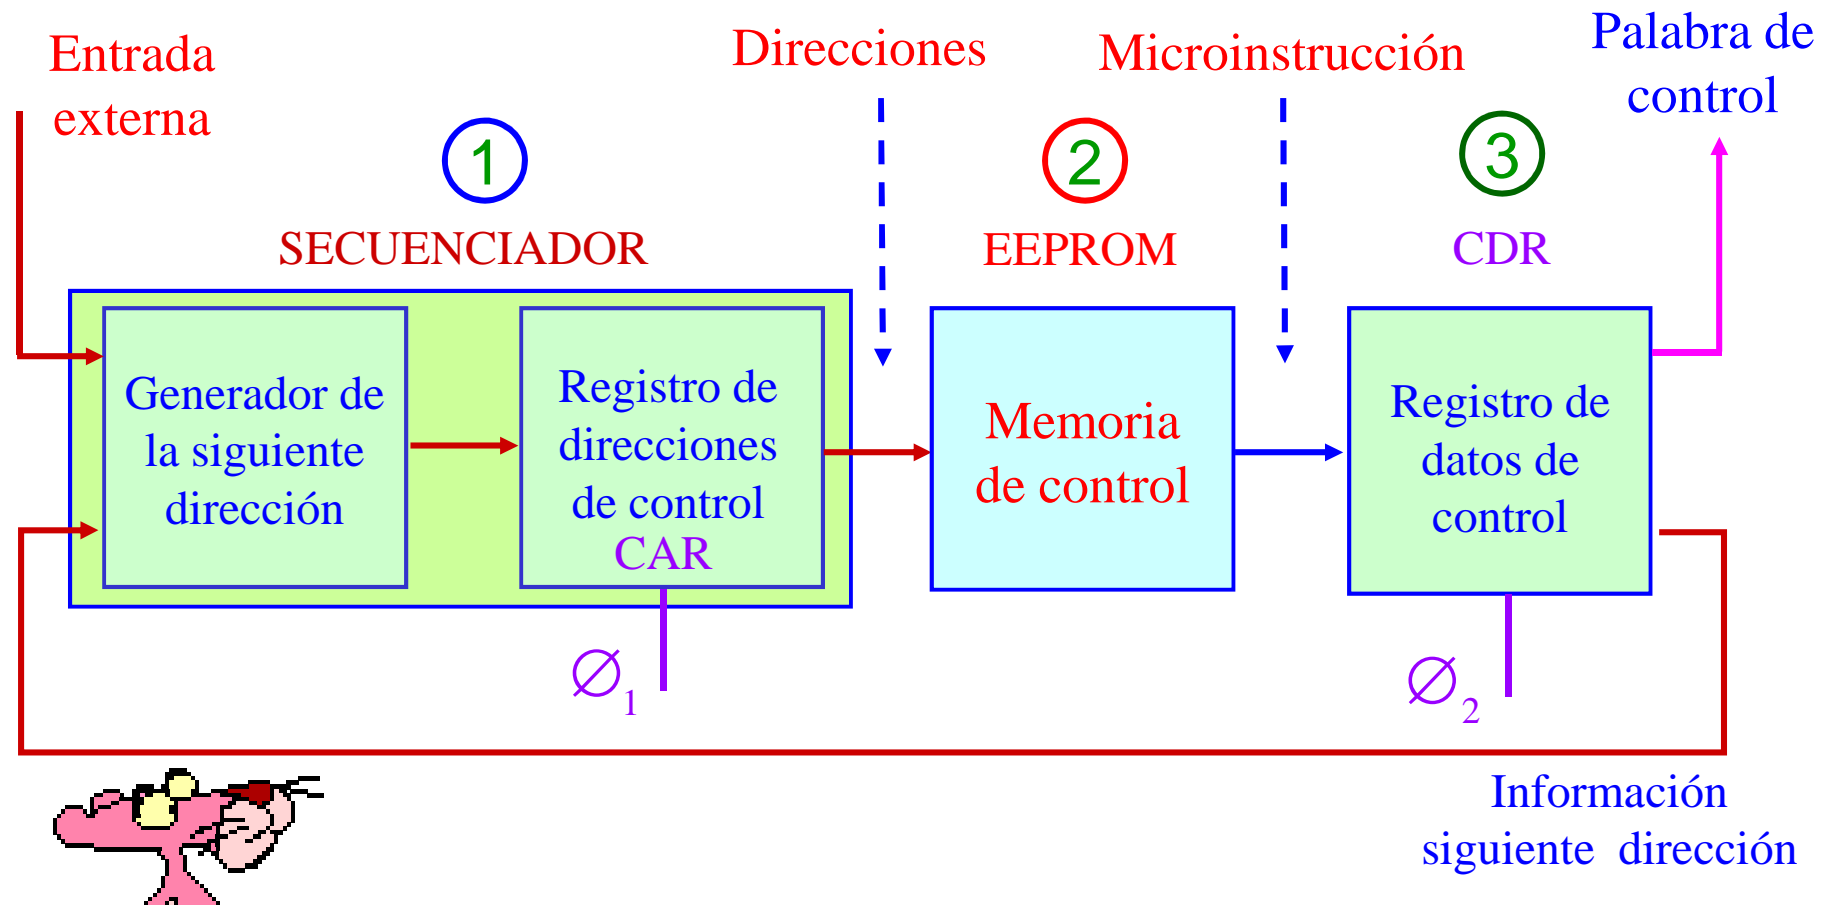 Entrada
externa
Direcciones
Microinstrucción
Palabra de
control
1
2
3
SECUENCIADOR
EEPROM
CDR
Generador de
la siguiente
dirección
Registro de
direcciones
de control
CAR
Memoria
de control
Registro de
datos de
control
∅1
∅2
Información
siguiente dirección